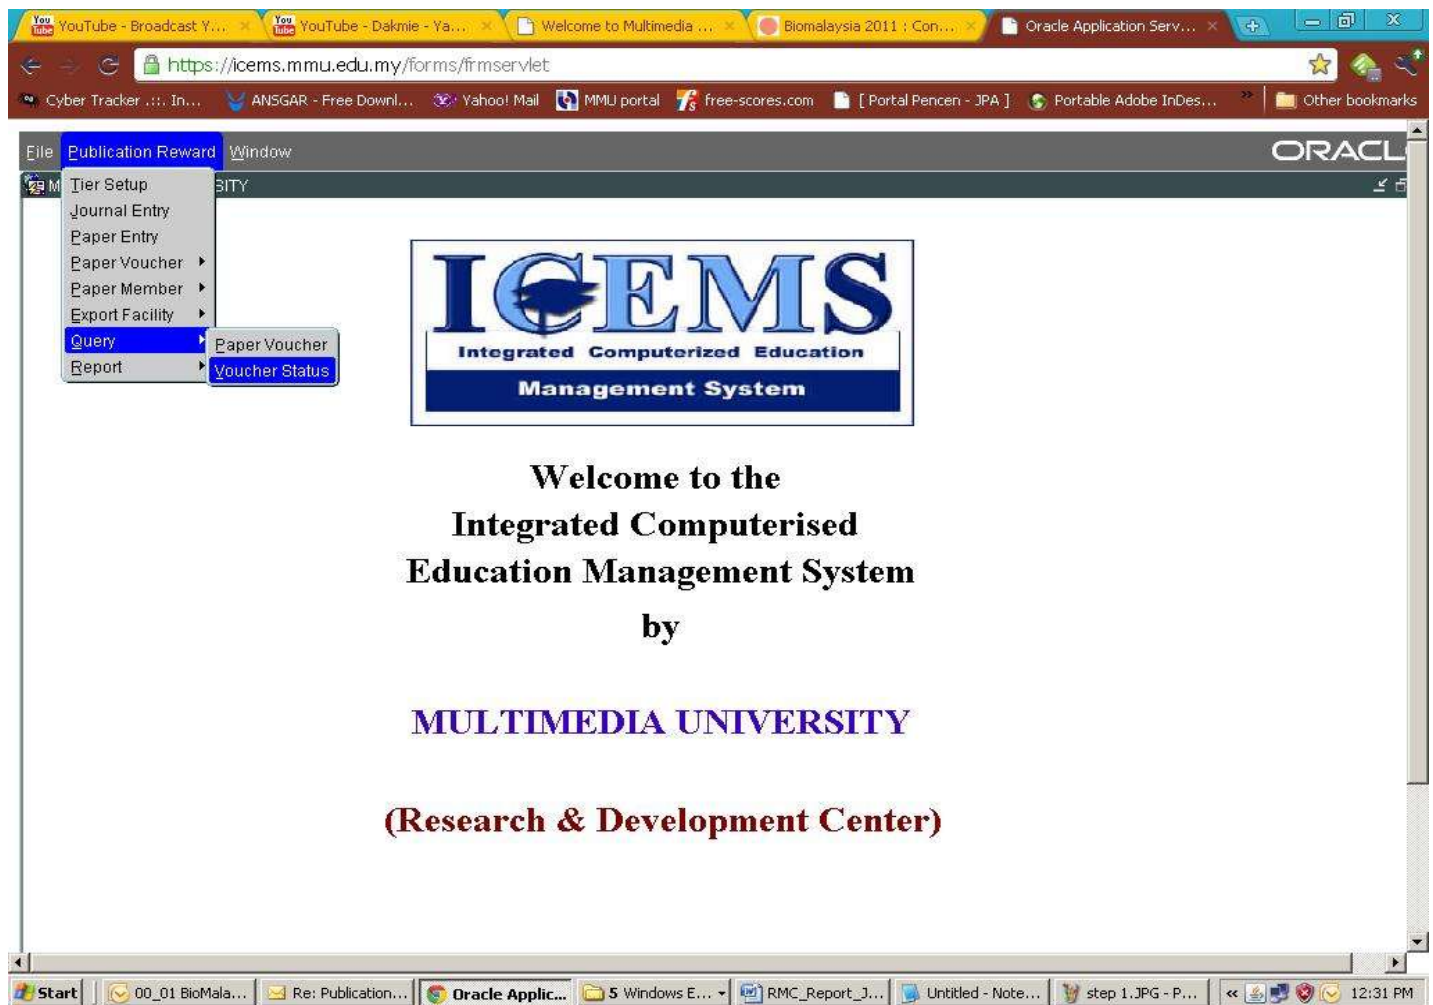 YouTube - Broadcast Y...
YouTube - Dakmie - Ya...
Welcome to Multimedia ...
Biomalaysia 2011 : Con...
Oracle Application Serv...
https://icems.mmu.edu.my/forms/frmservlet
Cyber Tracker .::. In...
ANSGAR - Free Downl...
Yahoo! Mail
MMU portal
free-scores.com
[ Portal Pencen - JPA ]
Portable Adobe InDes...
Other bookmarks
File Publication Reward Window
ORACL
M
SITY
Tier Setup
Journal Entry
Paper Entry
Paper Voucher
Paper Member
Export Facility
Query
Report
Paper Voucher
Voucher Status
ICEMS
Integrated Computerized Education
Management System
Welcome to the
Integrated Computerised
Education Management System
by
MULTIMEDIA UNIVERSITY
(Research & Development Center)
Start
00_01 BioMala...
Re: Publication...
Oracle Applic...
5 Windows E...
RMC_Report_J...
Untitled - Note...
step 1.JPG - P...
12:31 PM